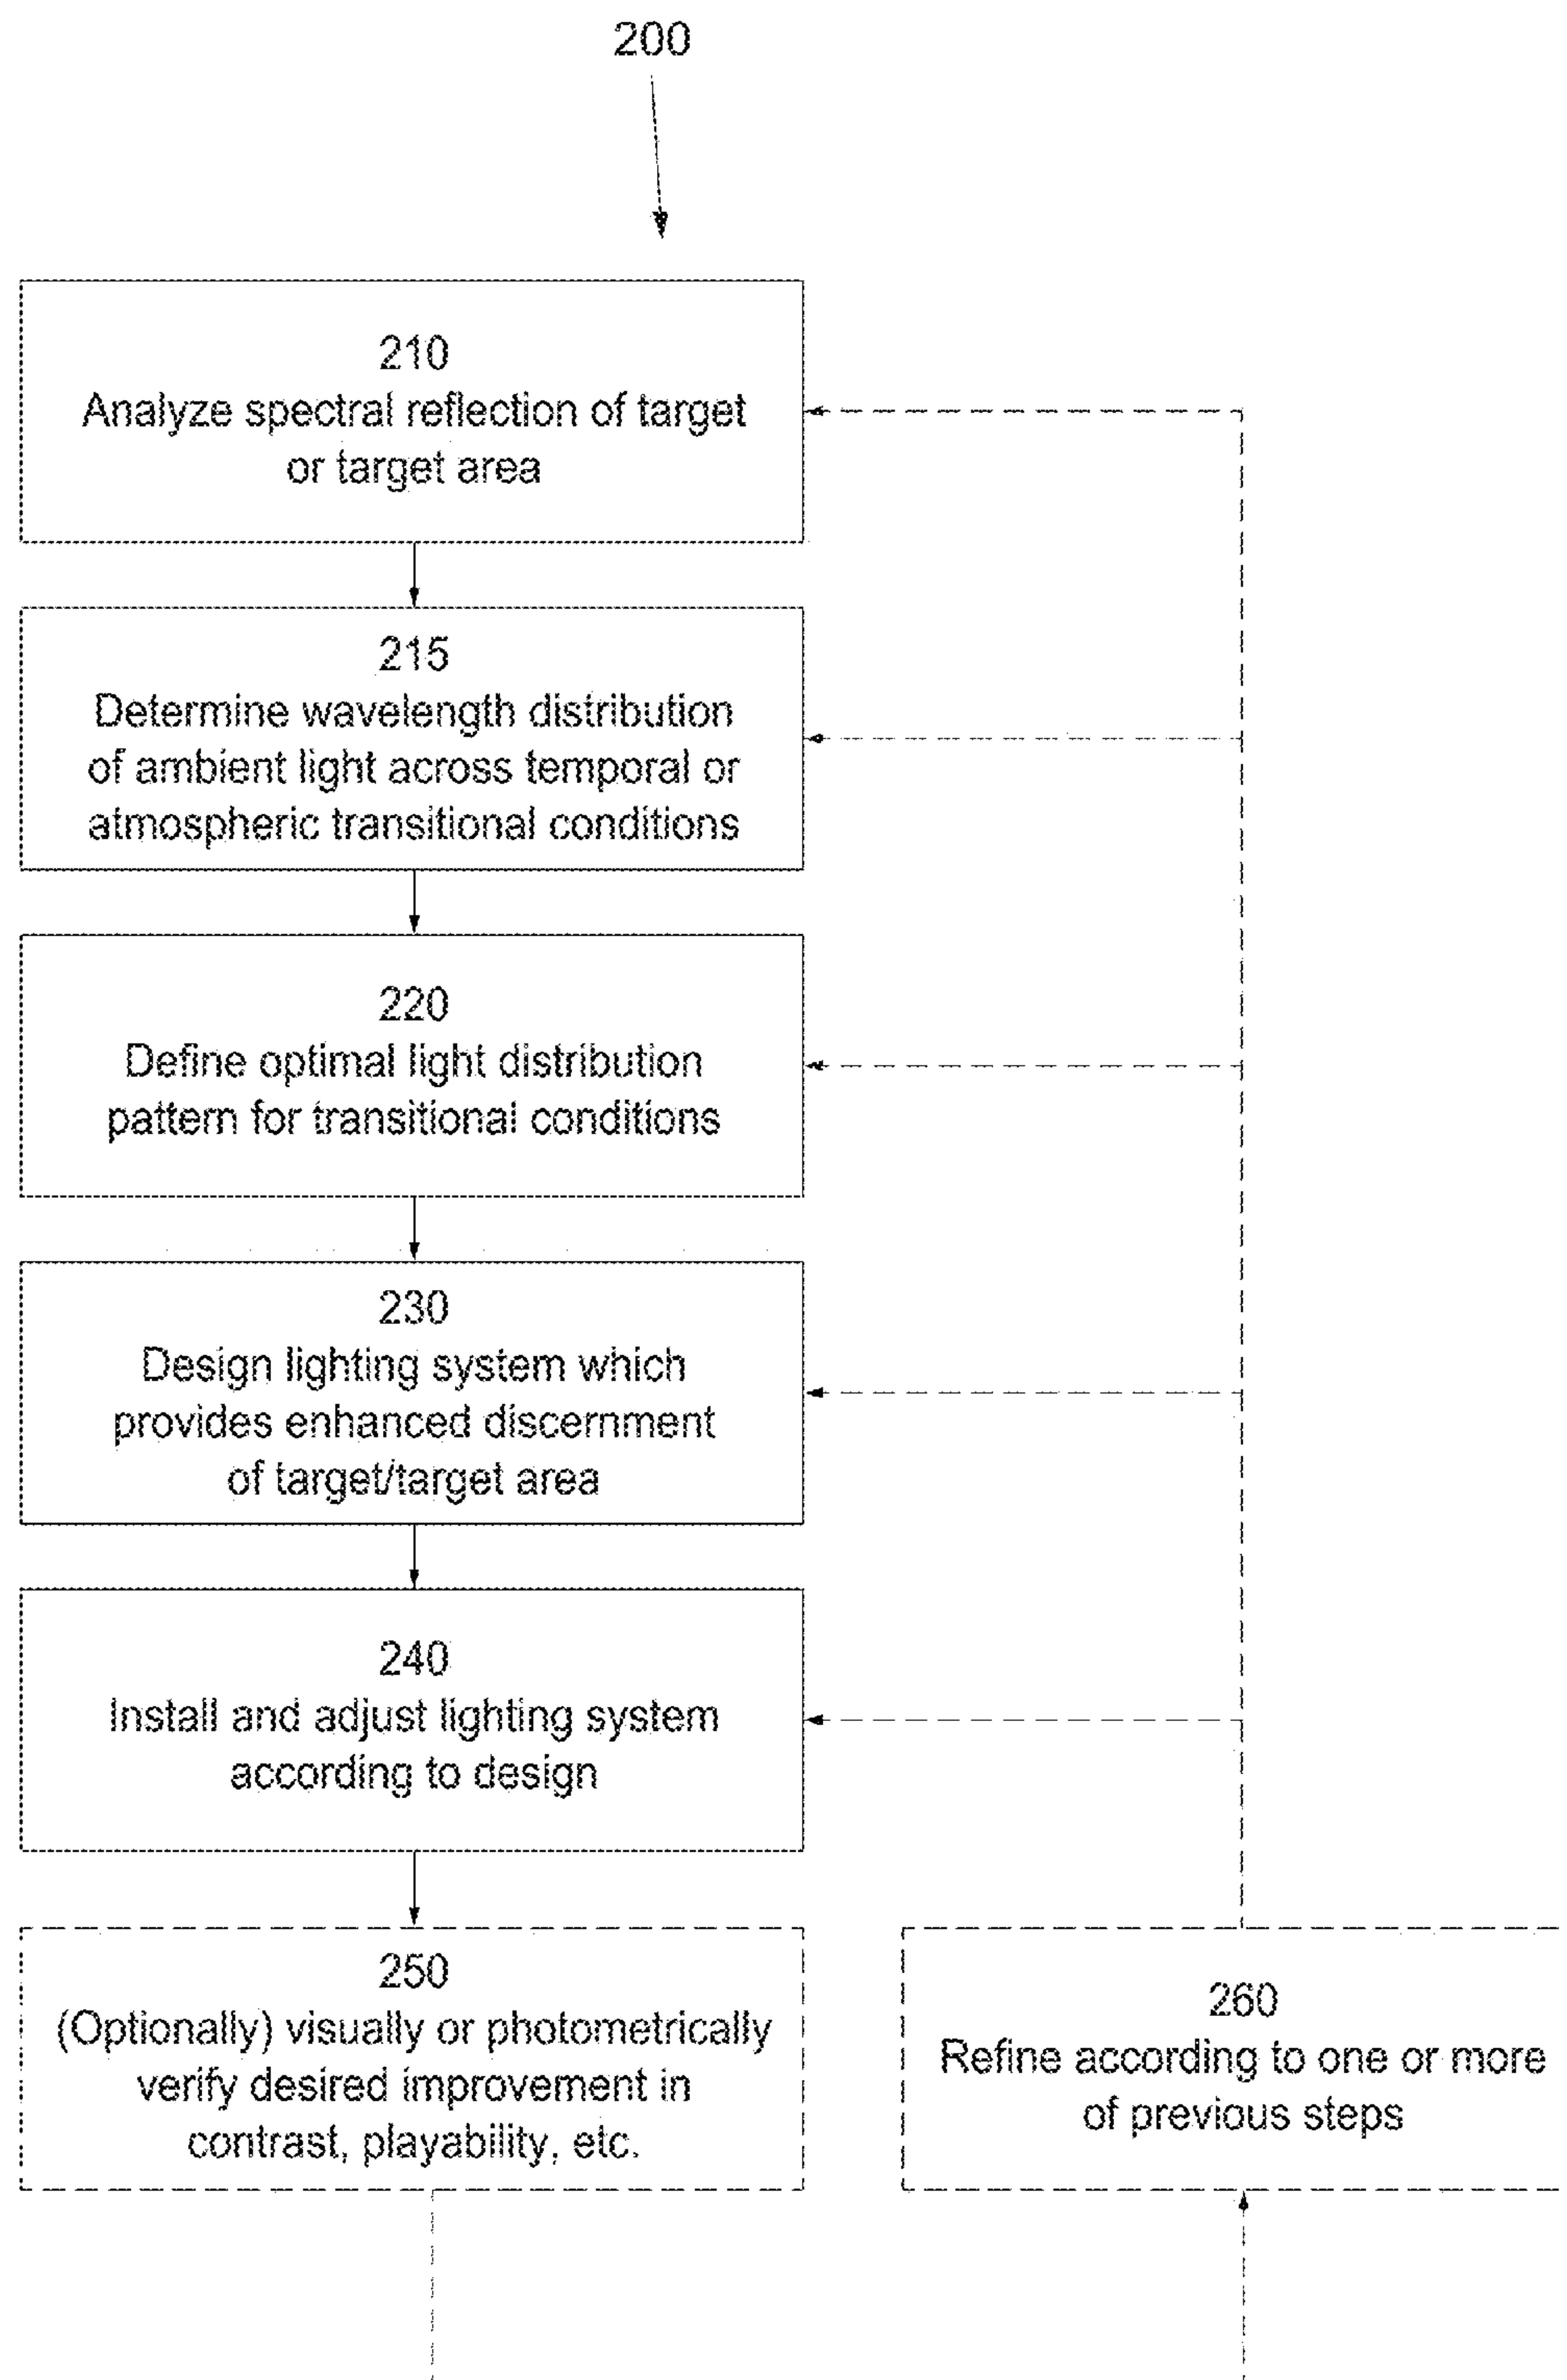 200
210
Analyze spectral reflection of target
or target area
215
Determine wavelength distribution
of ambient light across temporal or
atmospheric transitional conditions
220
Define optimal light distribution
pattern for transitional conditions
230
Design lighting system which
provides enhanced discernment
of target/target area
240
Install and adjust lighting system
according to design
250
(Optionally) visually or photometrically
verify desired improvement in
contrast, playability, etc.
260
Refine according to one or more
of previous steps